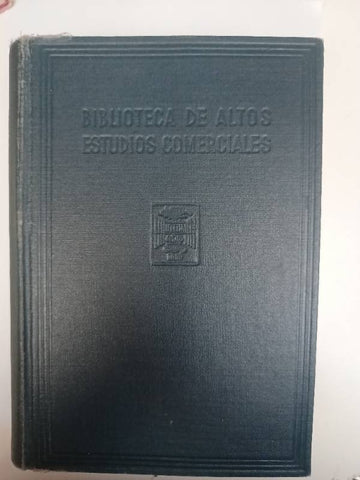 BIBLIOTECA DE ALTOS
ESTUDIOS COMERCIALES